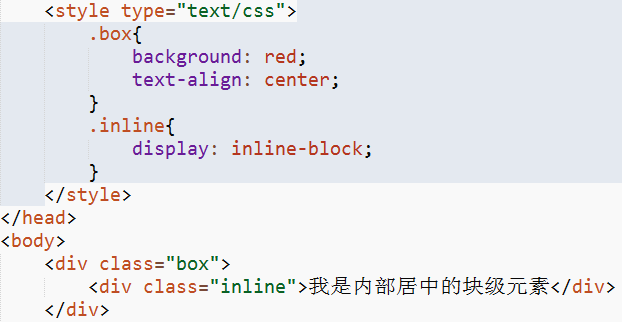 <style type="text/css">
.box{
background: red;
text-align: center;
}
.inline{
display: inline-block;
}
</style>
</head>
<body>
<div class="box">
<div class="inline">我是内部居中的块级元素</div>
</div>